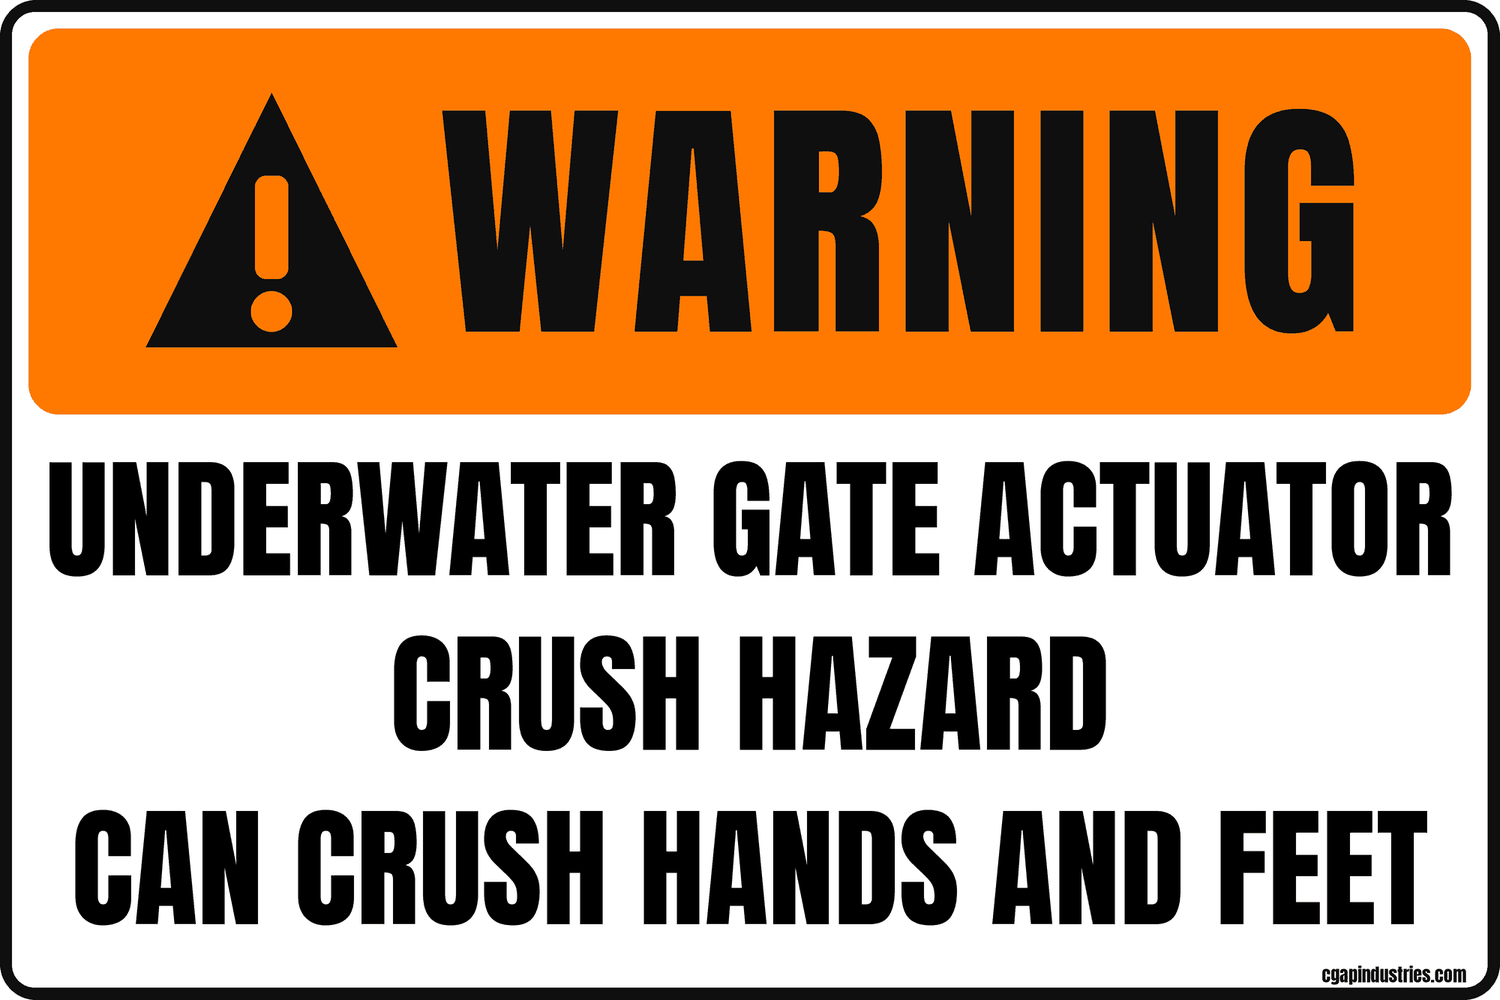 WARNING
UNDERWATER GATE ACTUATOR
CRUSH HAZARD
CAN CRUSH HANDS AND FEET
cgapindustries.com